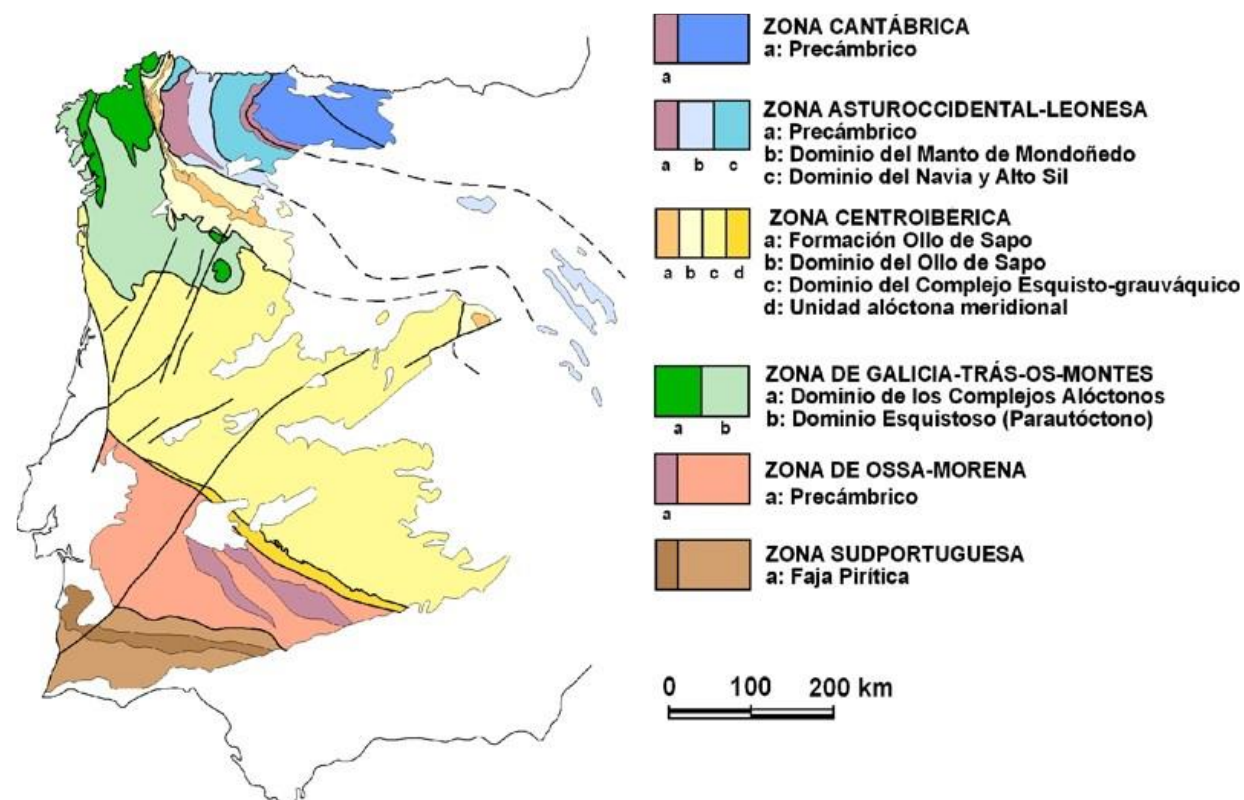 ZONA CANTÁBRICA
a: Precámbrico
a
ZONA ASTUROCCIDENTAL-LEONESA
a: Precámbrico
b: Dominio del Manto de Mondoñedo
c: Dominio del Navia y Alto Sil
a b c
ZONA CENTROIBÉRICA
a: Formación Ollo de Sapo
b: Dominio del Ollo de Sapo
c: Dominio del Complejo Esquisto-grauváquico
d: Unidad alóctona meridional
a b c d
ZONA DE GALICIA-TRÁS-OS-MONTES
a: Dominio de los Complejos Alóctonos
b: Dominio Esquistoso (Parautóctono)
a b
ZONA DE OSSA-MORENA
a: Precámbrico
a
ZONA SUDPORTUGUESA
a: Faja Pirítica
0 100 200 km